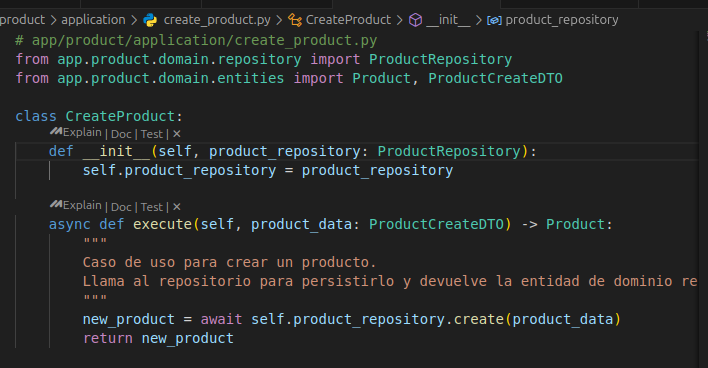 product > application > create_product.py > CreateProduct > __init__ > product_repository
# app/product/application/create_product.py
from app.product.domain.repository import ProductRepository
from app.product.domain.entities import Product, ProductCreateDTO
class CreateProduct:
Explain | Doc | Test | ×
def __init__(self, product_repository: ProductRepository):
self.product_repository = product_repository
Explain | Doc | Test | ×
async def execute(self, product_data: ProductCreateDTO) -> Product:
"""
Caso de uso para crear un producto.
Llama al repositorio para persistirlo y devuelve la entidad de dominio re
"""
new_product = await self.product_repository.create(product_data)
return new_product